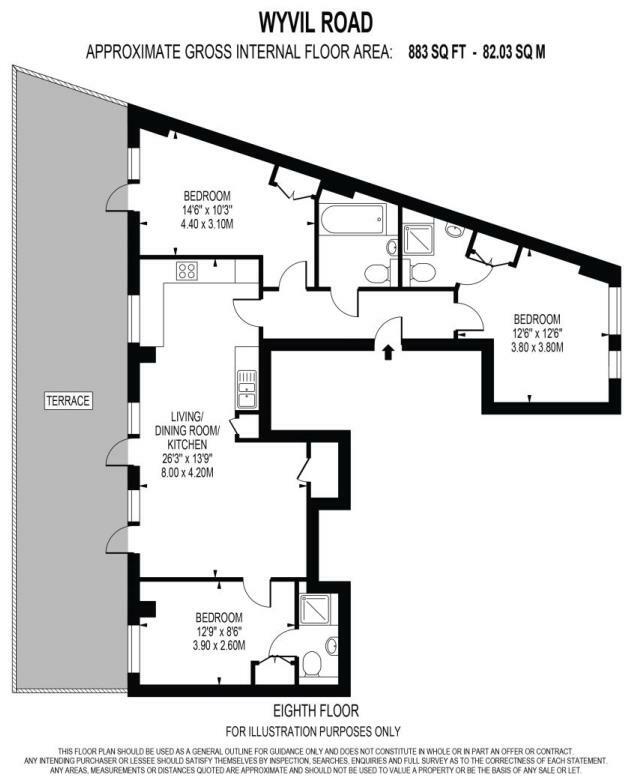 WYVIL ROAD
APPROXIMATE GROSS INTERNAL FLOOR AREA: 883 SQ FT - 82.03 SQ M
BEDROOM
14'6" x 10'3"
4.40 x 3.10M
BEDROOM
12'6" x 12'6"
3.80 x 3.80M
TERRACE
LIVING/
DINING ROOM/
KITCHEN
26'3" x 13'9"
8.00 x 4.20M
BEDROOM
12'9" x 8'6"
3.90 x 2.60M
EIGHTH FLOOR
FOR ILLUSTRATION PURPOSES ONLY
THIS FLOOR PLAN SHOULD BE USED AS A GENERAL OUTLINE FOR GUIDANCE ONLY AND DOES NOT CONSTITUTE IN WHOLE OR IN PART AN OFFER OR CONTRACT.
ANY INTENDING PURCHASER OR LESSEE SHOULD SATISFY THEMSELVES BY INSPECTION, SEARCHES, ENQUIRIES AND FULL SURVEY AS TO THE CORRECTNESS OF EACH STATEMENT.
ANY AREAS, MEASUREMENTS OR DISTANCES QUOTED ARE APPROXIMATE AND SHOULD NOT BE USED TO VALUE A PROPERTY OR BE THE BASIS OF ANY SALE OR LET.